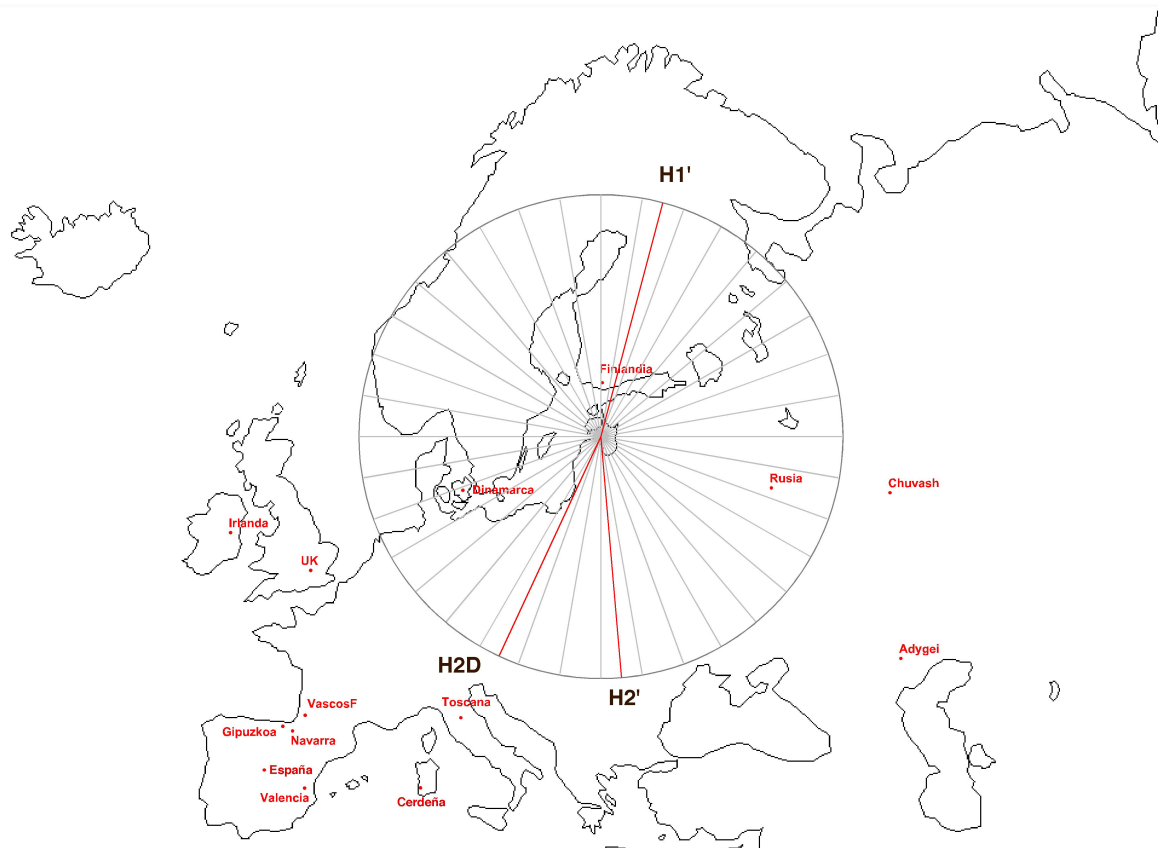 H1'
Finlandia
Rusia
Chuvash
Dinamarca
Irlanda
UK
Adygei
H2D
H2'
VascosF
Toscana
Gipuzkoa
Navarra
España
Valencia
Cerdeña